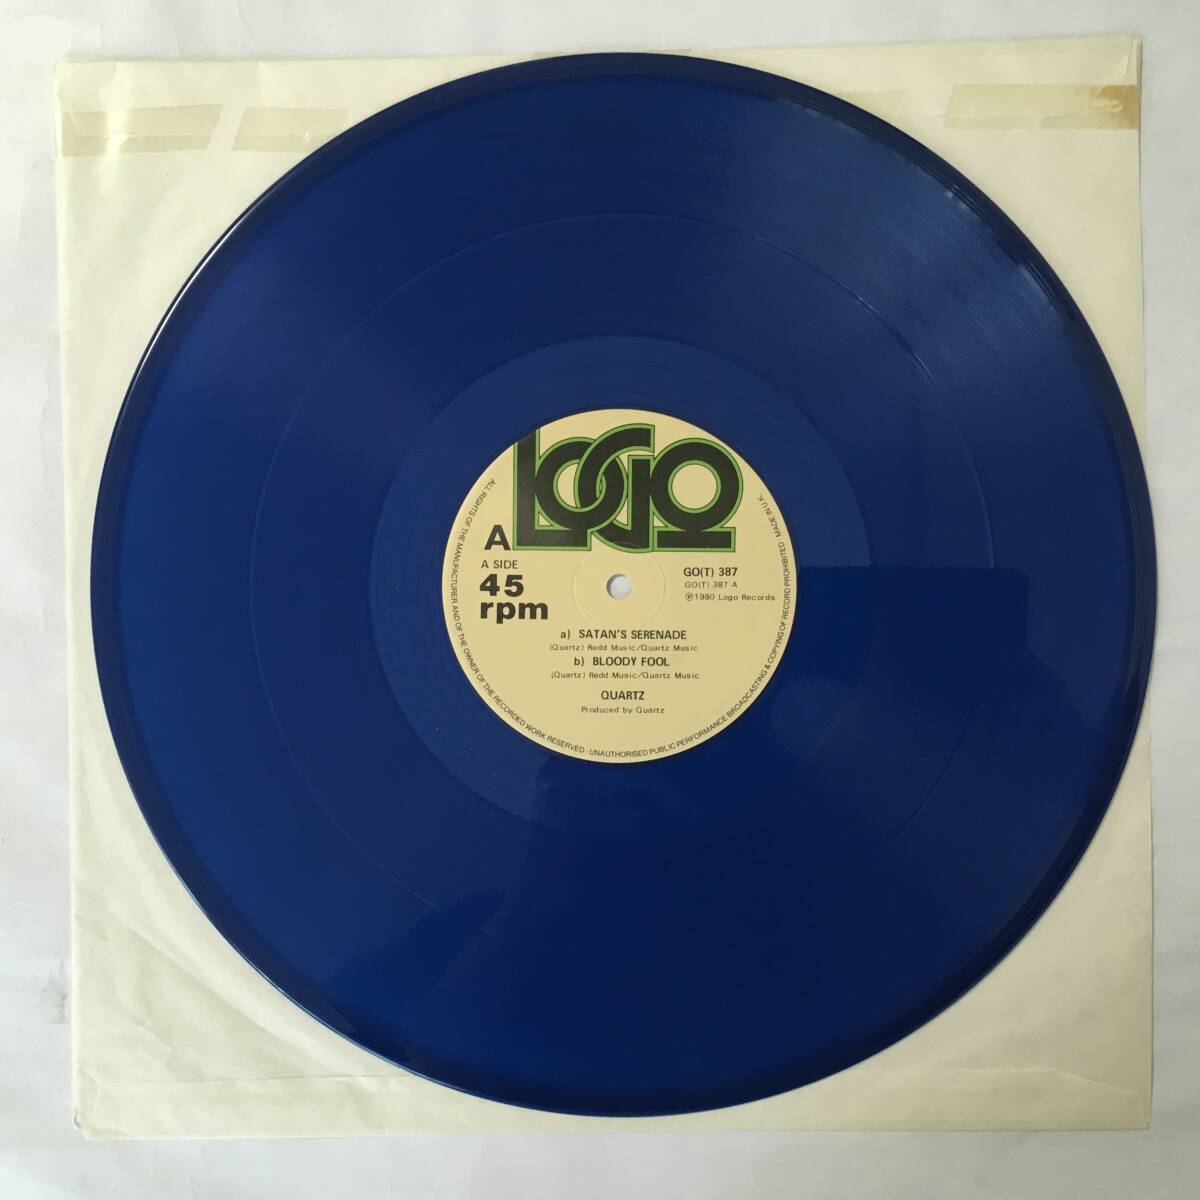 LOGO
A
A SIDE
45
rpm
GO(T) 387
GO(T) 387 A
℗1980 Logo Records
a) SATAN'S SERENADE
(Quartz) Redd Music/Quartz Music
b) BLOODY FOOL
(Quartz) Redd Music/Quartz Music
QUARTZ
Produced by Quartz
ALL RIGHTS OF THE MANUFACTURER AND OF THE OWNER OF THE RECORDED WORK RESERVED · UNAUTHORISED PUBLIC PERFORMANCE BROADCASTING & COPYING OF RECORD PROHIBITED · MADE IN U.K.